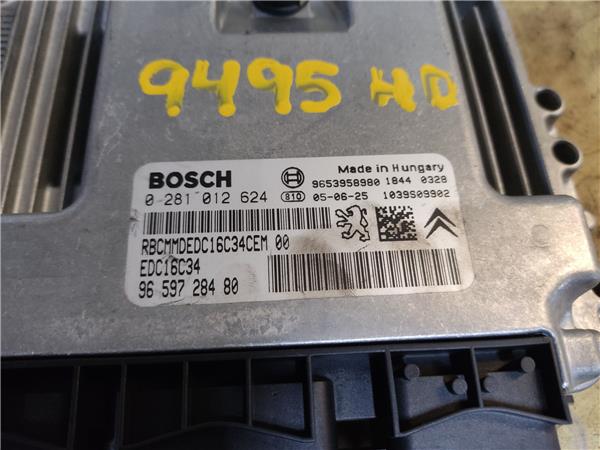 9495 HD
BOSCH
Made in Hungary
9653958980 1844 0328
0 281 012 624 810 05-06-25 1039S09902
RBCMMDEDC16C34CEM 00
EDC16C34
96 597 284 80